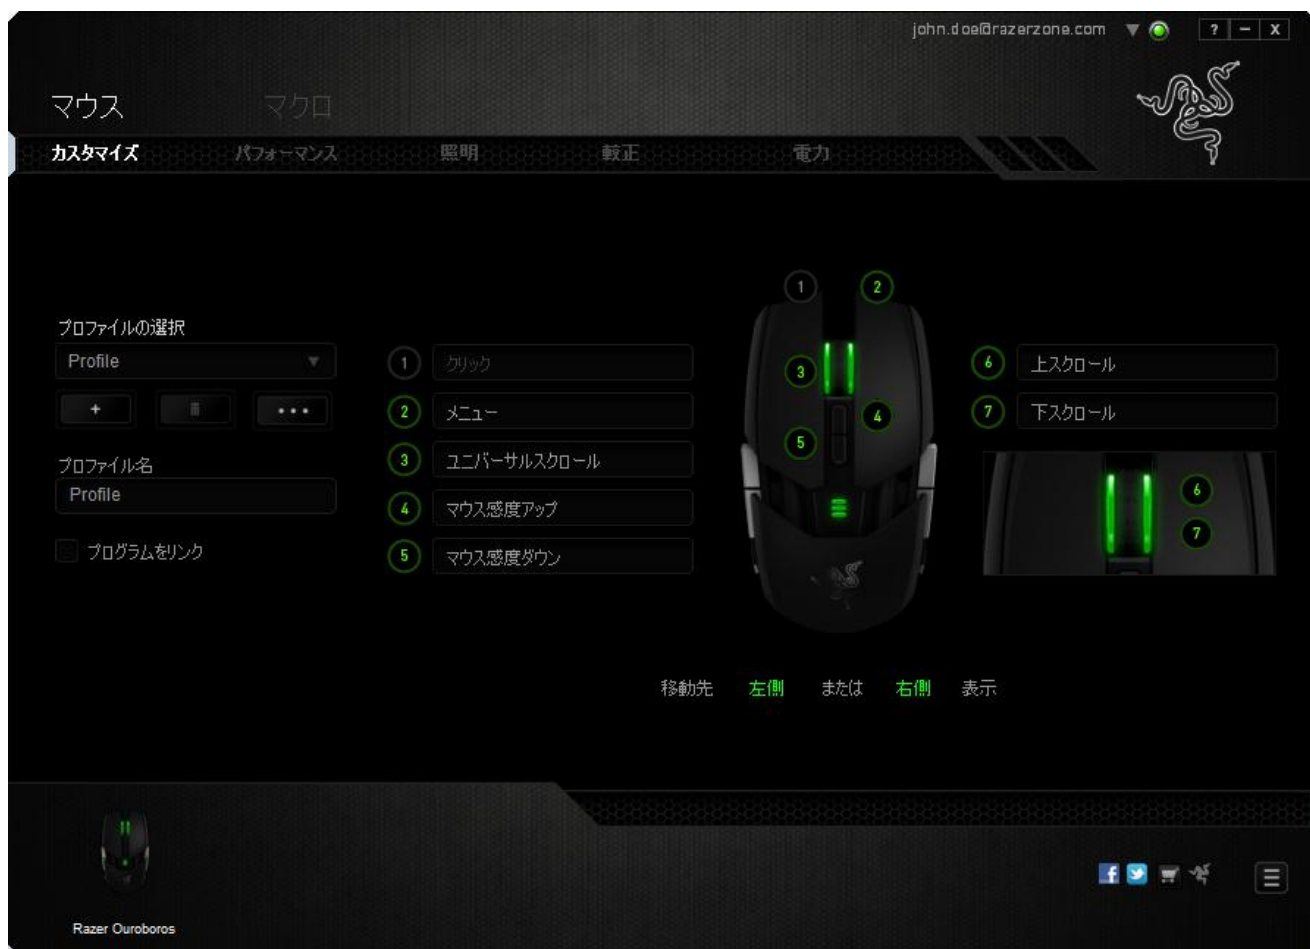 john.doe@razerzone.com
? − X
マウス マクロ
カスタマイズ パフォーマンス 照明 較正 電力
プロファイルの選択
Profile
+ •••
プロファイル名
Profile
プログラムをリンク
1 クリック
2 メニュー
3 ユニバーサルスクロール
4 マウス感度アップ
5 マウス感度ダウン
1 2
3
4
5
6 上スクロール
7 下スクロール
6
7
移動先 左側 または 右側 表示
Razer Ouroboros
f